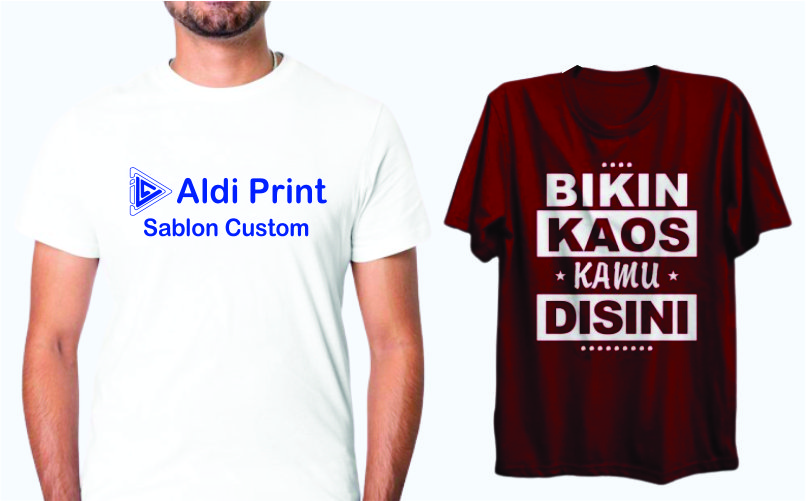 Aldi Print
Sablon Custom
BIKIN
KAOS
KAMU
DISINI